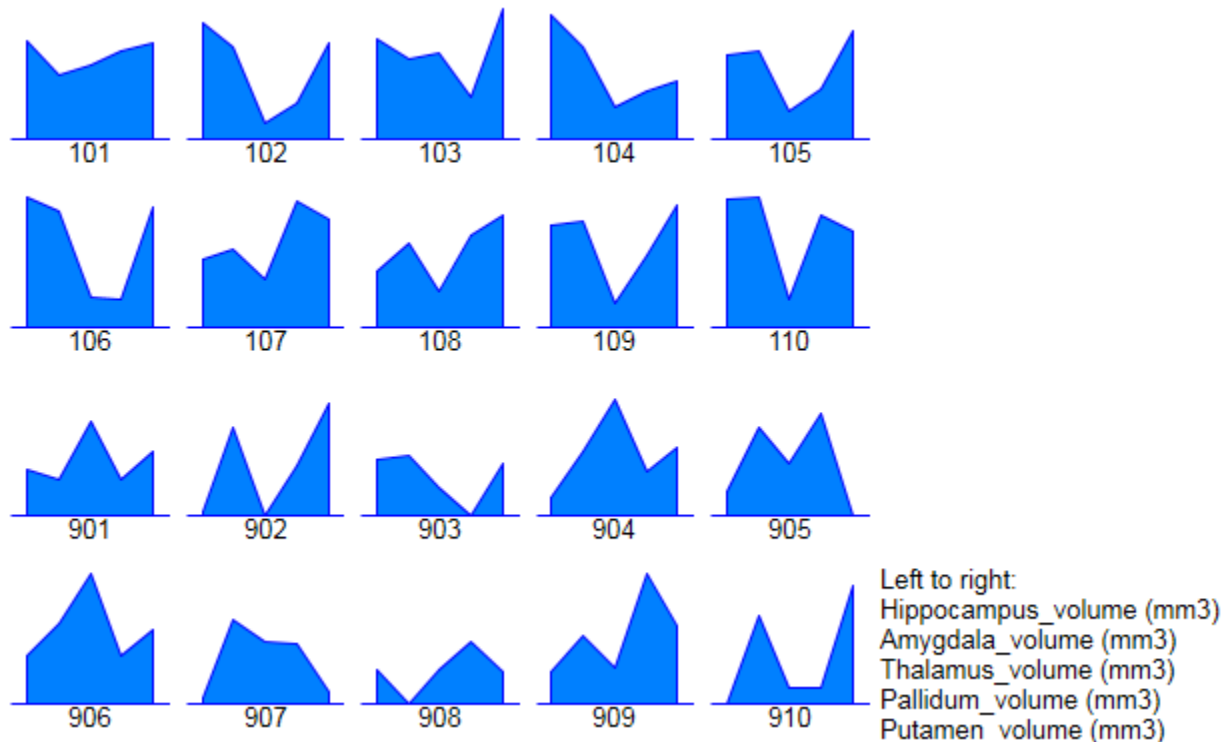 101 102 103 104 105
106 107 108 109 110
901 902 903 904 905
Left to right:
Hippocampus_volume (mm3)
Amygdala_volume (mm3)
Thalamus_volume (mm3)
Pallidum_volume (mm3)
906 907 908 909 910
Putamen_volume (mm3)